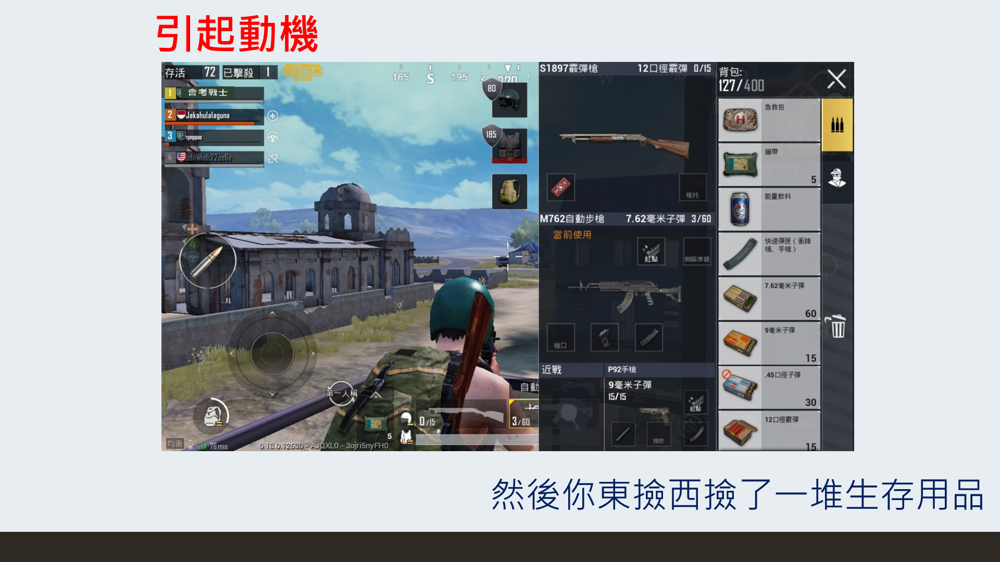 引起動機
存活 72 已擊殺 1
165 S 195 220
1 會考戰士
2 Jekahulalaguna
3 TPNPPOO
4
80
185
4
第一人稱
自動
0/15
3/60
5
均衡 76ms
0.18.0.12630 - AJQXL0 - 3ojri5nyFH0
S1897霰彈槍 12口徑霰彈 0/15
槍托
M762自動步槍 7.62毫米子彈 3/60
當前使用
紅點
側瞄準鏡
槍口
近戰
P92手槍
9毫米子彈
15/15
紅點
握把
背包:
127/400
急救包
繃帶
5
能量飲料
快速彈匣（衝鋒
槍、手槍）
7.62毫米子彈
60
9毫米子彈
15
.45口徑子彈
30
12口徑霰彈
15
然後你東撿西撿了一堆生存用品